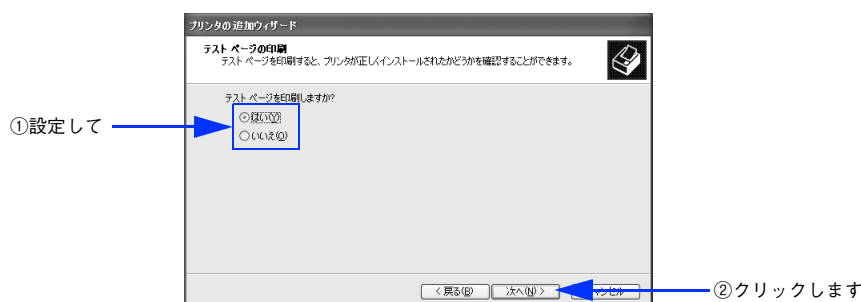 プリンタの追加ウィザード
テスト ページの印刷
テスト ページを印刷すると、プリンタが正しくインストールされたかどうかを確認することができます。
テスト ページを印刷しますか?
①設定して
はい(Y)
いいえ(O)
< 戻る(B)
次へ(N) >
キャンセル
②クリックします